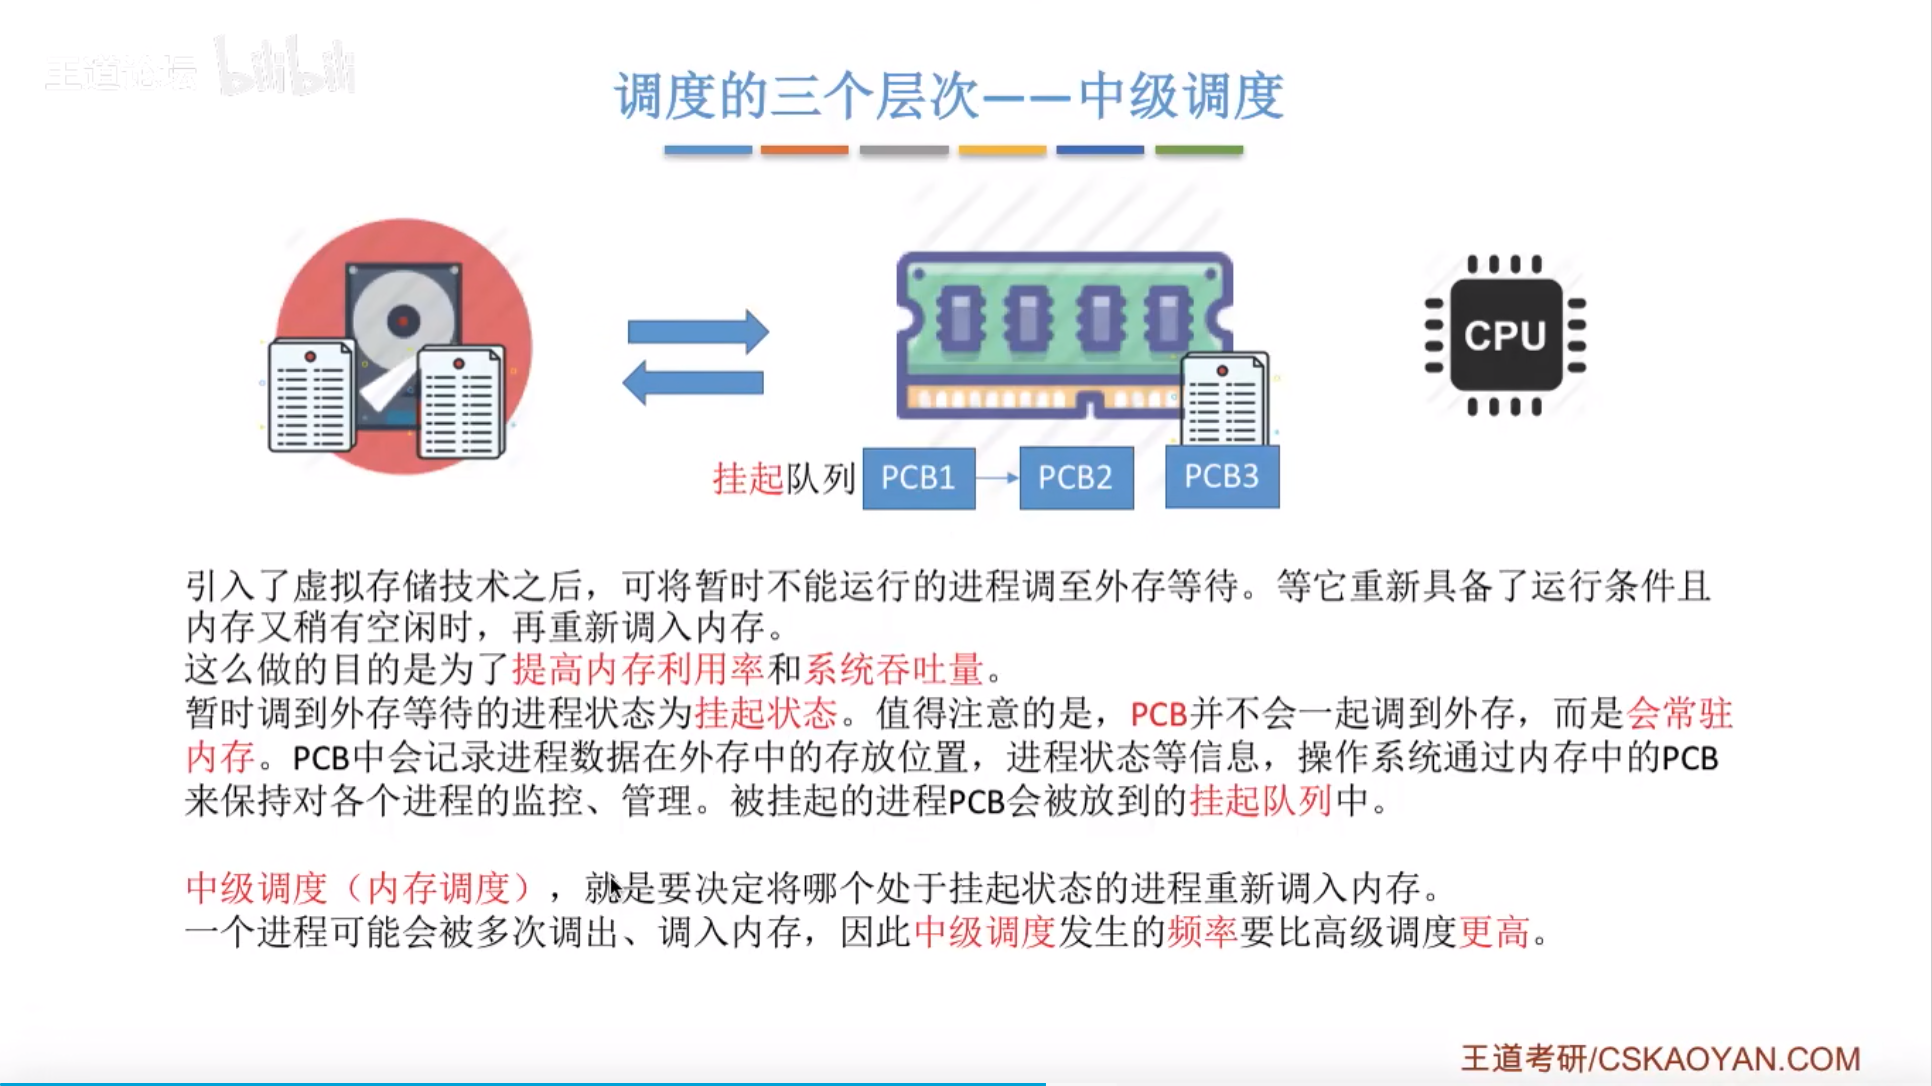 王道论坛 bilibili
调度的三个层次——中级调度
CPU
挂起队列 PCB1 PCB2 PCB3
引入了虚拟存储技术之后，可将暂时不能运行的进程调至外存等待。等它重新具备了运行条件且
内存又稍有空闲时，再重新调入内存。
这么做的目的是为了提高内存利用率和系统吞吐量。
暂时调到外存等待的进程状态为挂起状态。值得注意的是，PCB并不会一起调到外存，而是会常驻
内存。PCB中会记录进程数据在外存中的存放位置，进程状态等信息，操作系统通过内存中的PCB
来保持对各个进程的监控、管理。被挂起的进程PCB会被放到的挂起队列中。
中级调度（内存调度），就是要决定将哪个处于挂起状态的进程重新调入内存。
一个进程可能会被多次调出、调入内存，因此中级调度发生的频率要比高级调度更高。
王道考研/CSKAOYAN.COM